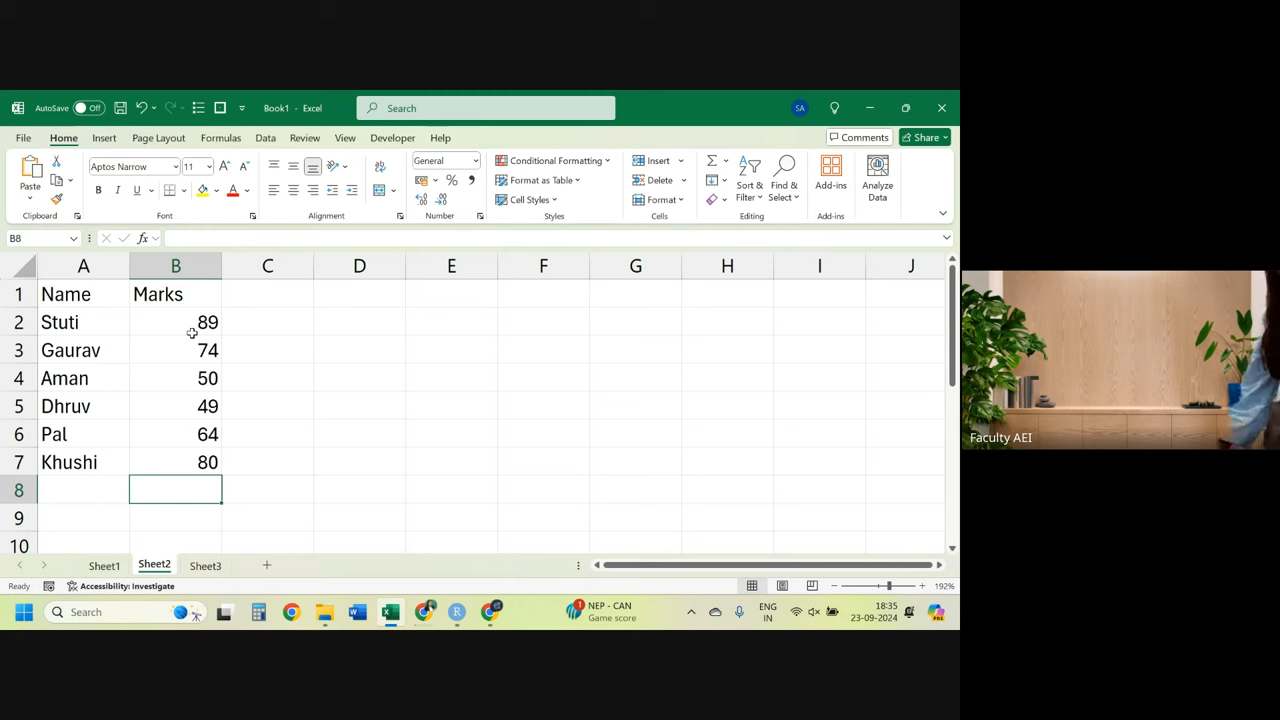 AutoSave Off Book1 - Excel Search SA
File Home Insert Page Layout Formulas Data Review View Developer Help Comments Share
Paste Aptos Narrow 11 A A General Conditional Formatting Insert Sort & Filter Find & Select Add-ins Analyze Data
B I U A % , Format as Table Delete
Cell Styles Format
Clipboard Font Alignment Number Styles Cells Editing Add-ins
B8 fx
A B C D E F G H I J
1 Name Marks
2 Stuti 89
3 Gaurav 74
4 Aman 50
5 Dhruv 49
6 Pal 64
7 Khushi 80
8
9
10
Sheet1 Sheet2 Sheet3
Ready Accessibility: Investigate 192%
Search NEP - CAN Game score 1 ENG IN 18:35 23-09-2024
Faculty AEI